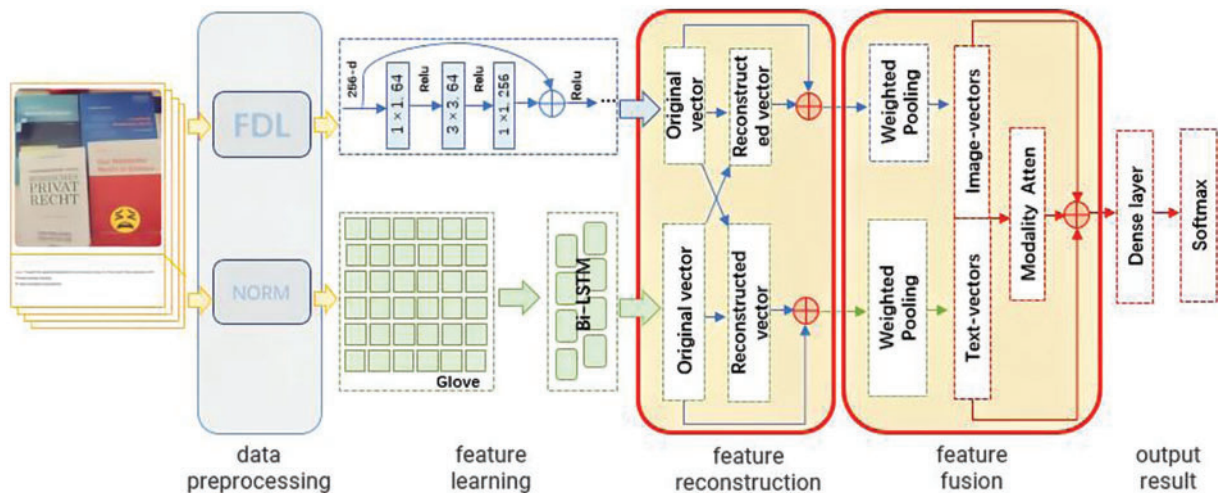 FDL
NORM
256-d
1×1. 64
Relu
3×3. 64
Relu
1×1. 256
Relu
...
Glove
Bi-LSTM
Original
vector
Reconstruct
ed vector
Original vector
Reconstructed
vector
Weighted
Pooling
Weighted
Pooling
Image-vectors
Text-vectors
Modality Atten
Dense layer
Softmax
PRIVAT
RECHT
data
preprocessing
feature
learning
feature
reconstruction
feature
fusion
output
result